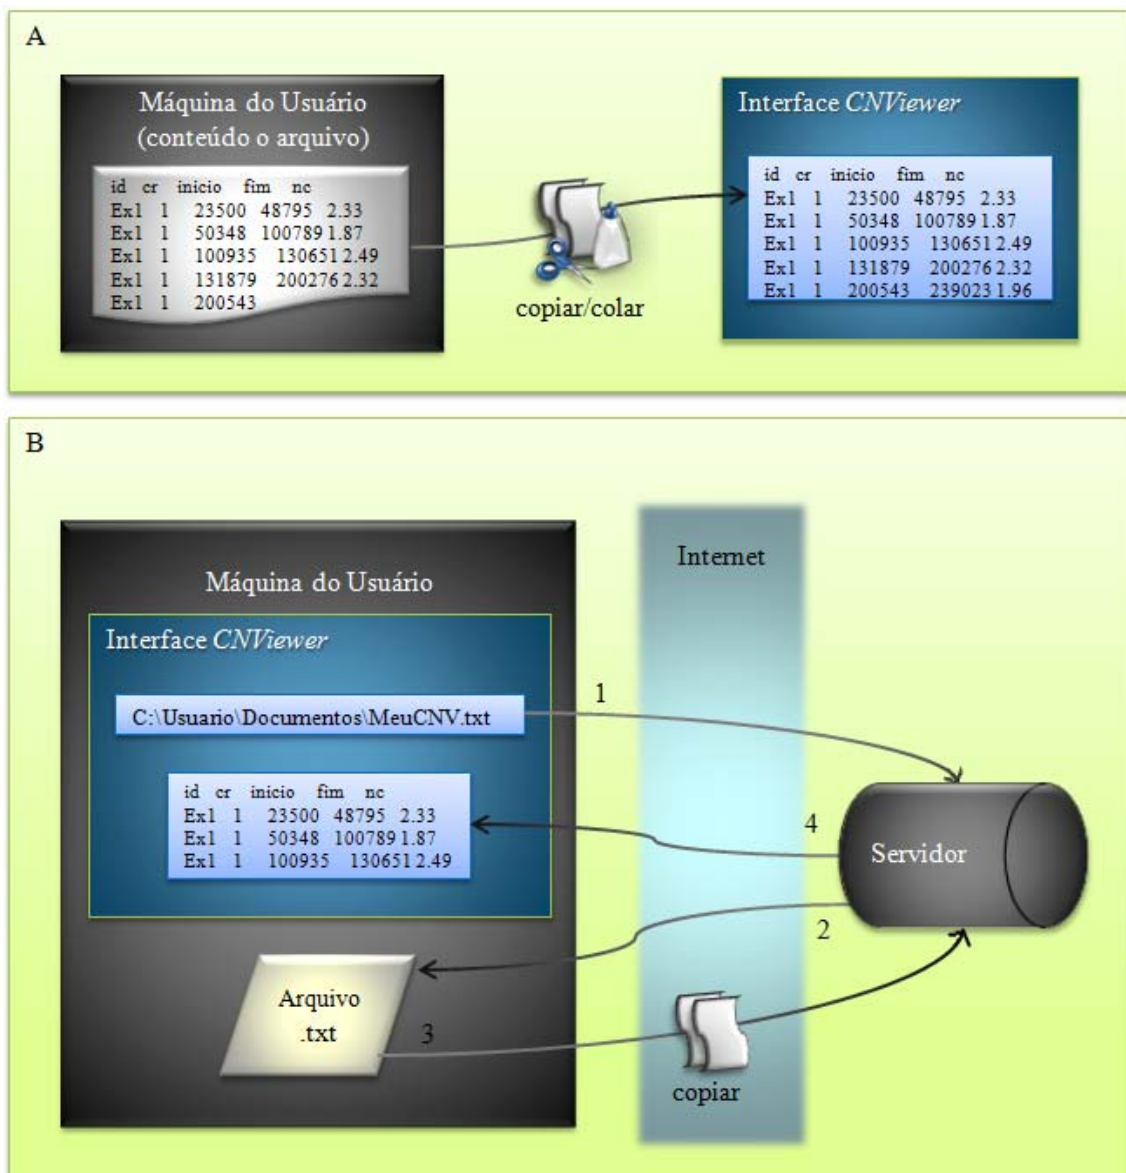 A
Máquina do Usuário
(conteúdo o arquivo)
id cr inicio fim nc
Ex1 1 23500 48795 2.33
Ex1 1 50348 100789 1.87
Ex1 1 100935 130651 2.49
Ex1 1 131879 200276 2.32
Ex1 1 200543
copiar/colar
Interface CNViewer
id cr inicio fim nc
Ex1 1 23500 48795 2.33
Ex1 1 50348 100789 1.87
Ex1 1 100935 130651 2.49
Ex1 1 131879 200276 2.32
Ex1 1 200543 239023 1.96
B
Máquina do Usuário
Interface CNViewer
C:\Usuario\Documentos\MeuCNV.txt
id cr inicio fim nc
Ex1 1 23500 48795 2.33
Ex1 1 50348 100789 1.87
Ex1 1 100935 130651 2.49
Arquivo
.txt
Internet
1
4
2
3
Servidor
copiar